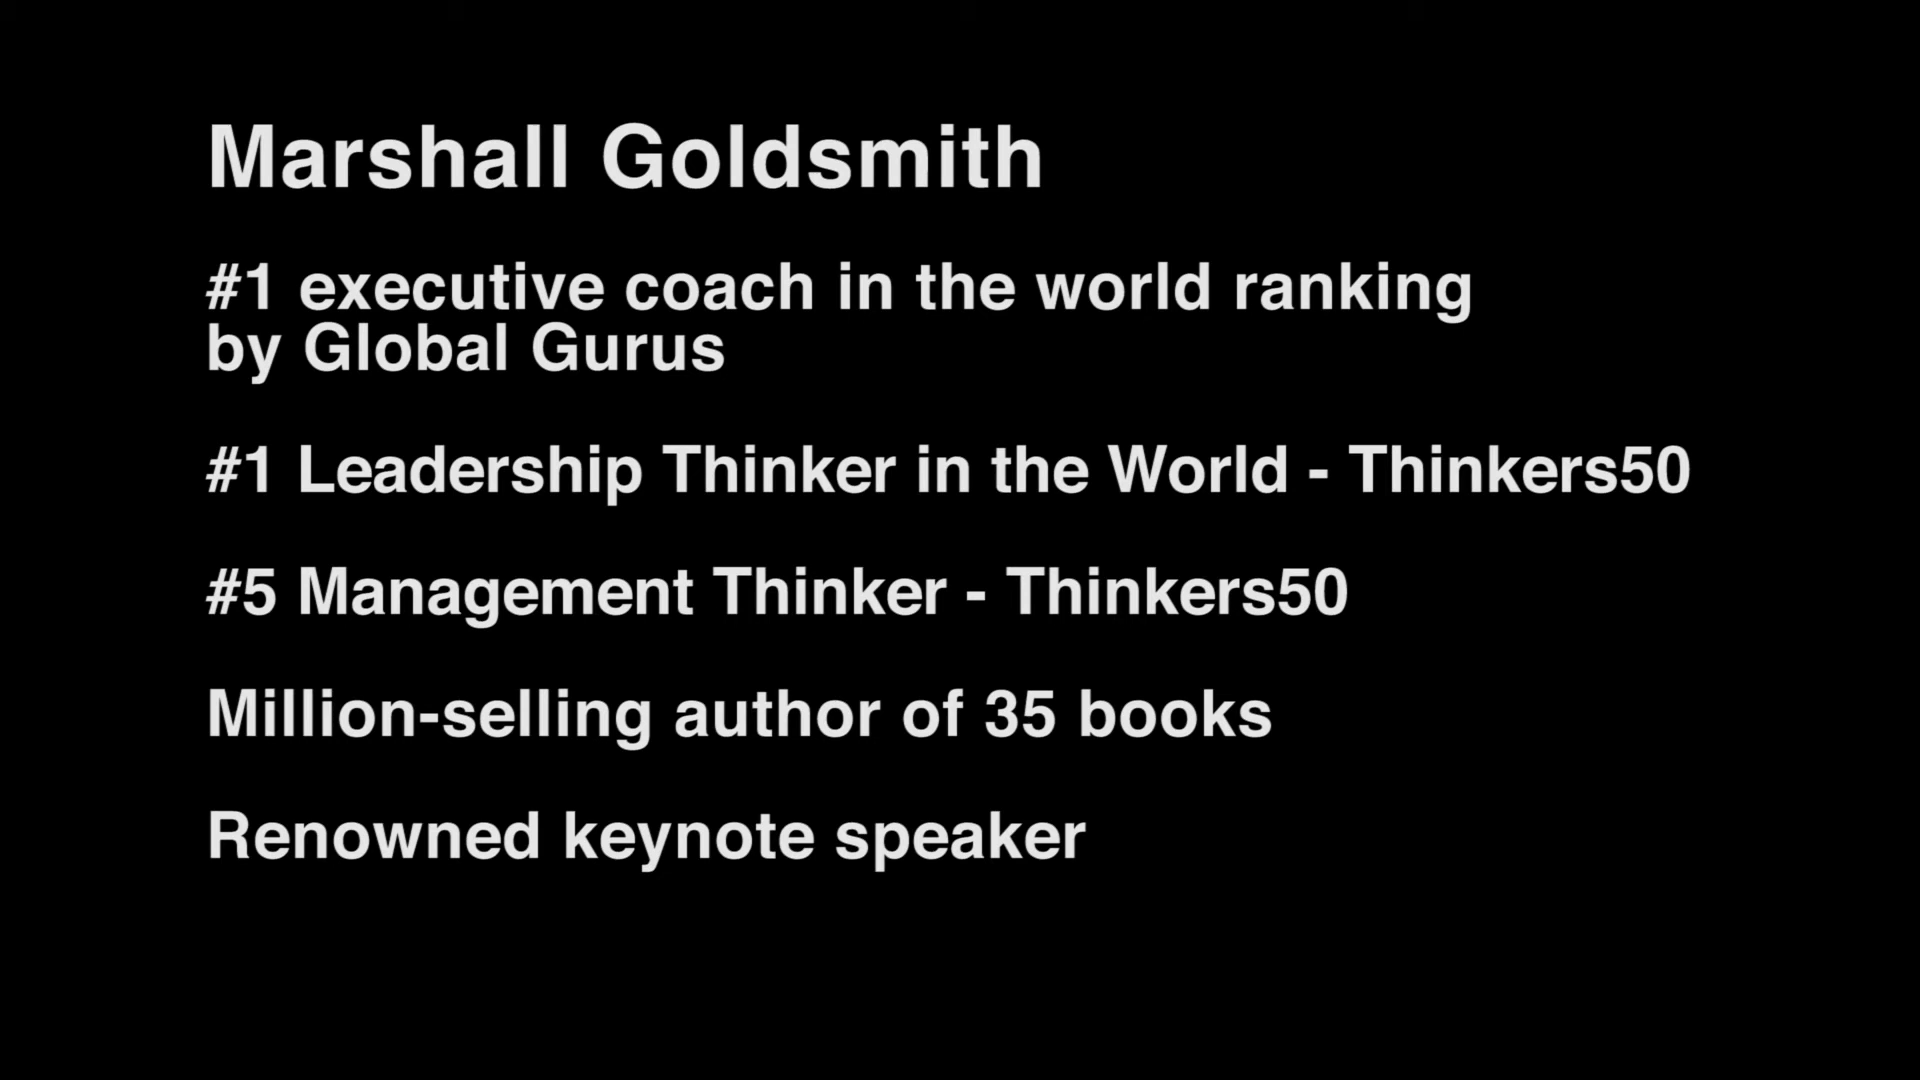 Marshall Goldsmith
#1 executive coach in the world ranking
by Global Gurus
#1 Leadership Thinker in the World - Thinkers50
#5 Management Thinker - Thinkers50
Million-selling author of 35 books
Renowned keynote speaker